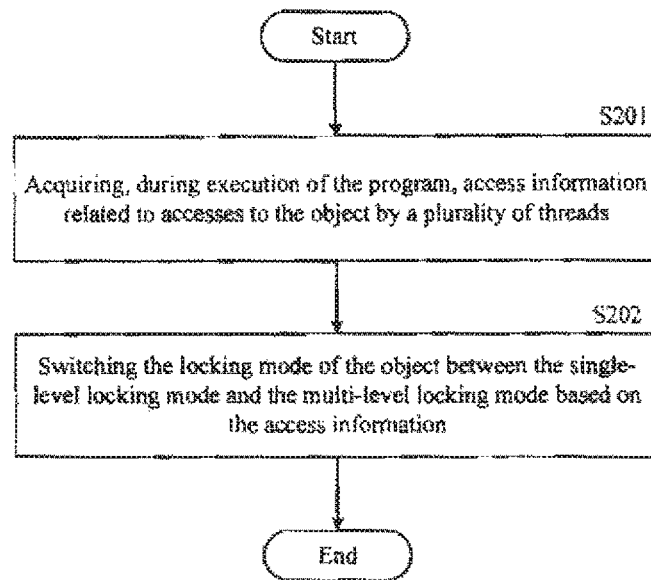 Start
S201
Acquiring, during execution of the program, access information
related to accesses to the object by a plurality of threads
S202
Switching the locking mode of the object between the single-
level locking mode and the multi-level locking mode based on
the access information
End